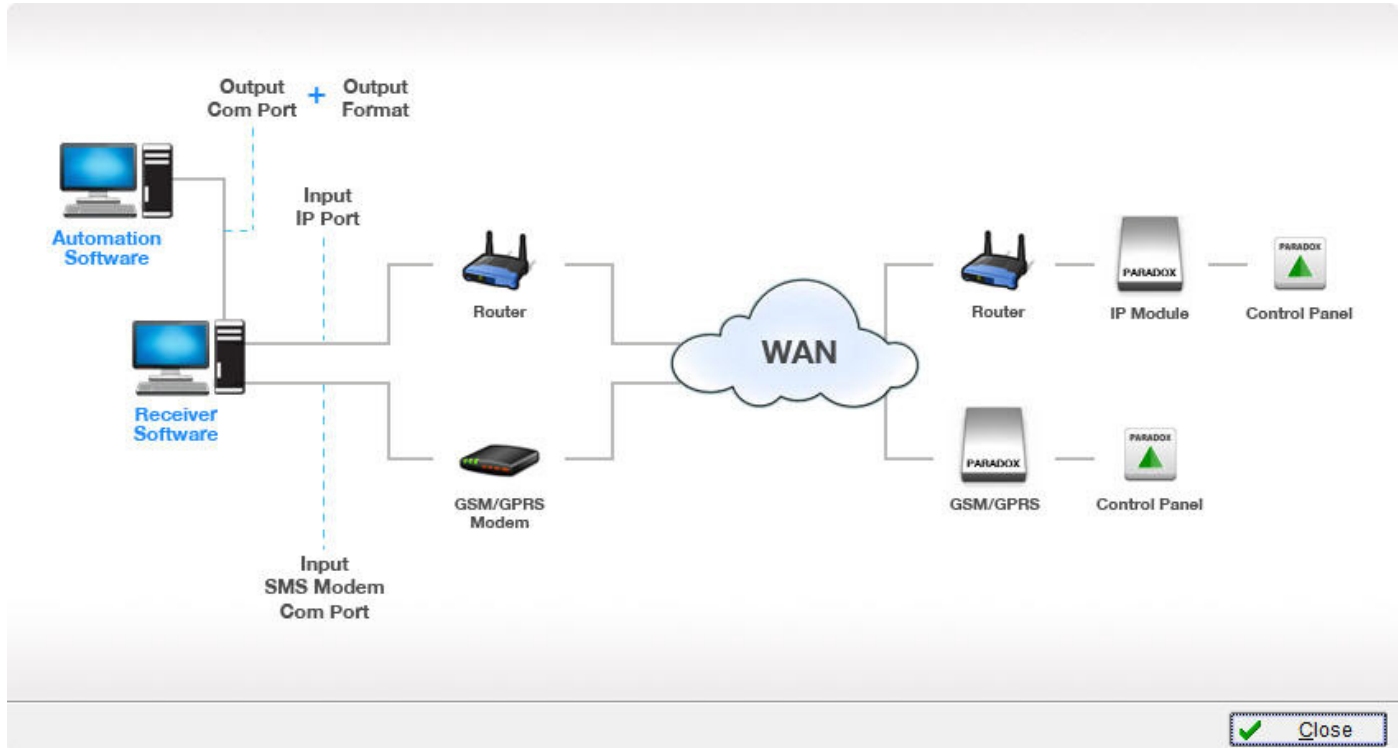 Output
Com Port
+
Output
Format
Automation
Software
Input
IP Port
Receiver
Software
Router
GSM/GPRS
Modem
Input
SMS Modem
Com Port
WAN
Router
PARADOX
IP Module
PARADOX
Control Panel
PARADOX
GSM/GPRS
PARADOX
Control Panel
Close